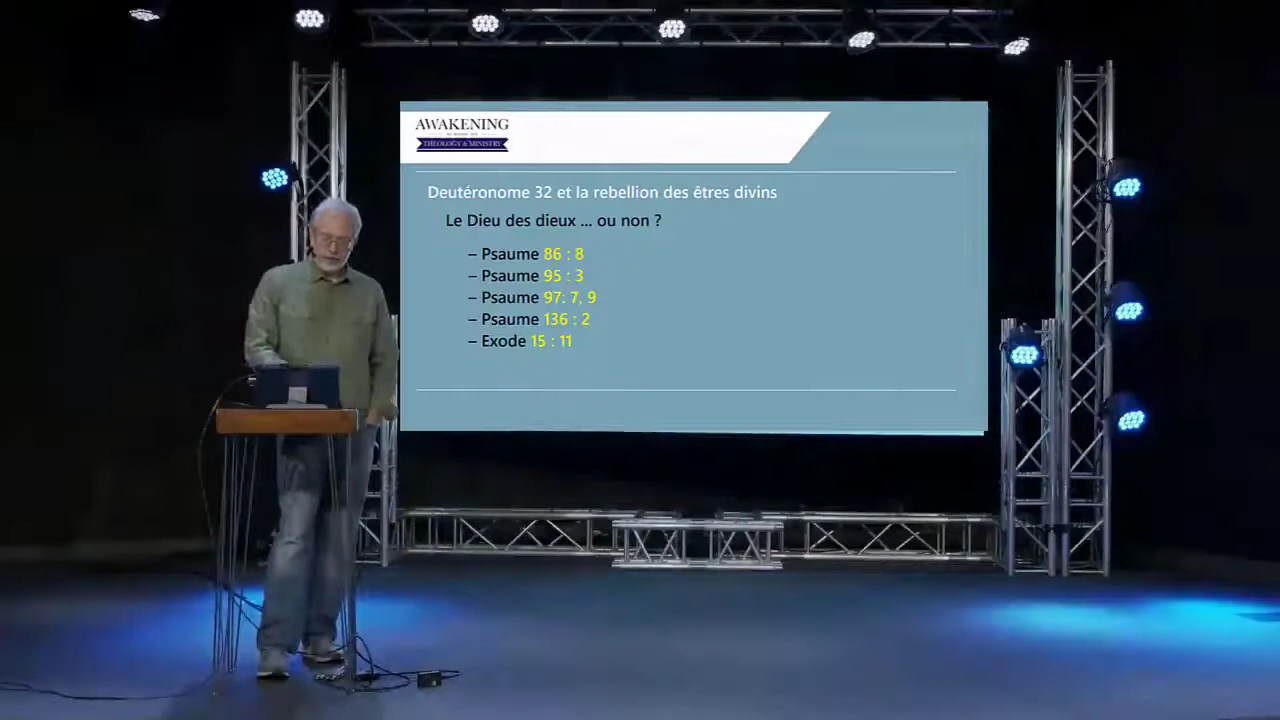 AWAKENING
THEOLOGY & MINISTRY
Deutéronome 32 et la rebellion des êtres divins
Le Dieu des dieux ... ou non ?
– Psaume 86 : 8
– Psaume 95 : 3
– Psaume 97: 7, 9
– Psaume 136 : 2
– Exode 15 : 11